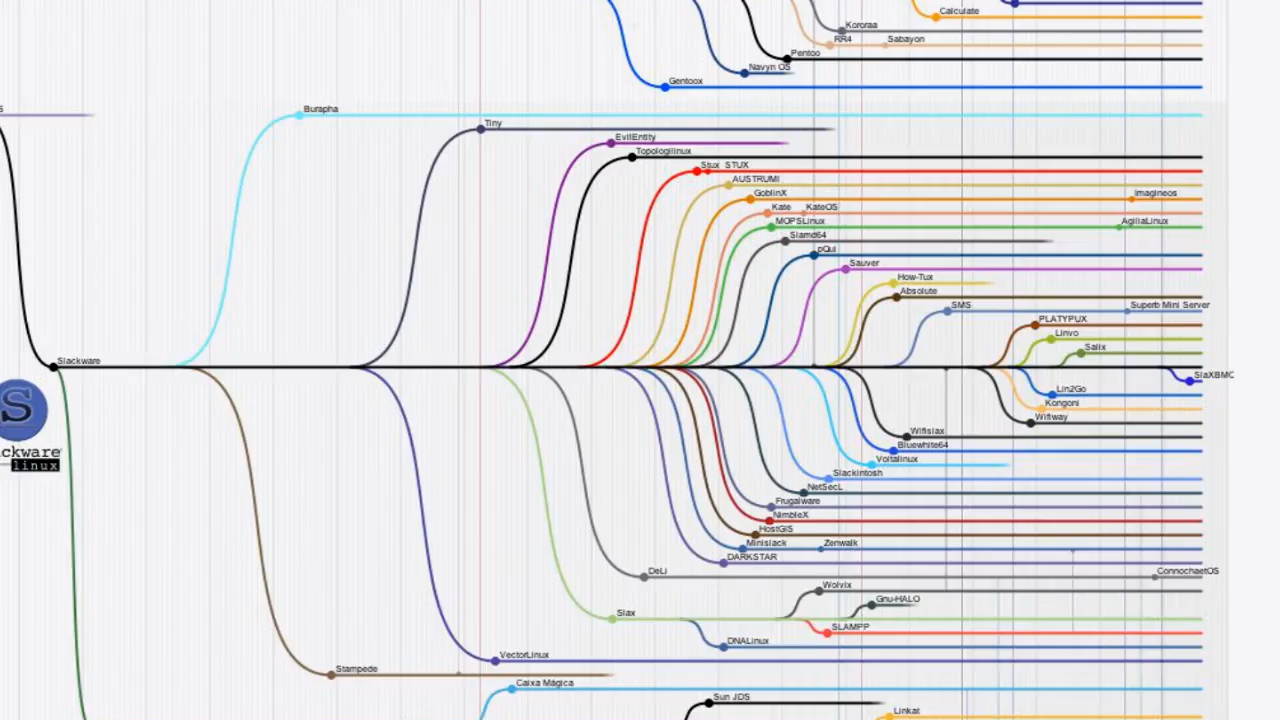 Calculate
Kororaa
RR4 Sabayon
Pentoo
Navyn OS
Gentoox
Burapha
Tiny
EvilEntity
Topologilinux
Stux STUX
AUSTRUMI
GoblinX Imagineos
Kate KateOS
MOPSLinux AgiliaLinux
Slamd64
pQui
Sauver
How-Tux
Absolute
SMS Superb Mini Server
PLATYPUX
Linvo
Salix
Slackware
SlaXBMC
Lin2Go
Kongoni
Wifiway
Wifislax
Bluewhite64
ckware
linux
Voltalinux
Slackintosh
NetSecL
Frugalware
NimbleX
HostGIS
Minislack Zenwalk
DARKSTAR
DeLi ConnochaetOS
Wolvix
Gnu-HALO
Slax
SLAMPP
DNALinux
VectorLinux
Stampede
Caixa Mágica
Sun JDS
Linkat